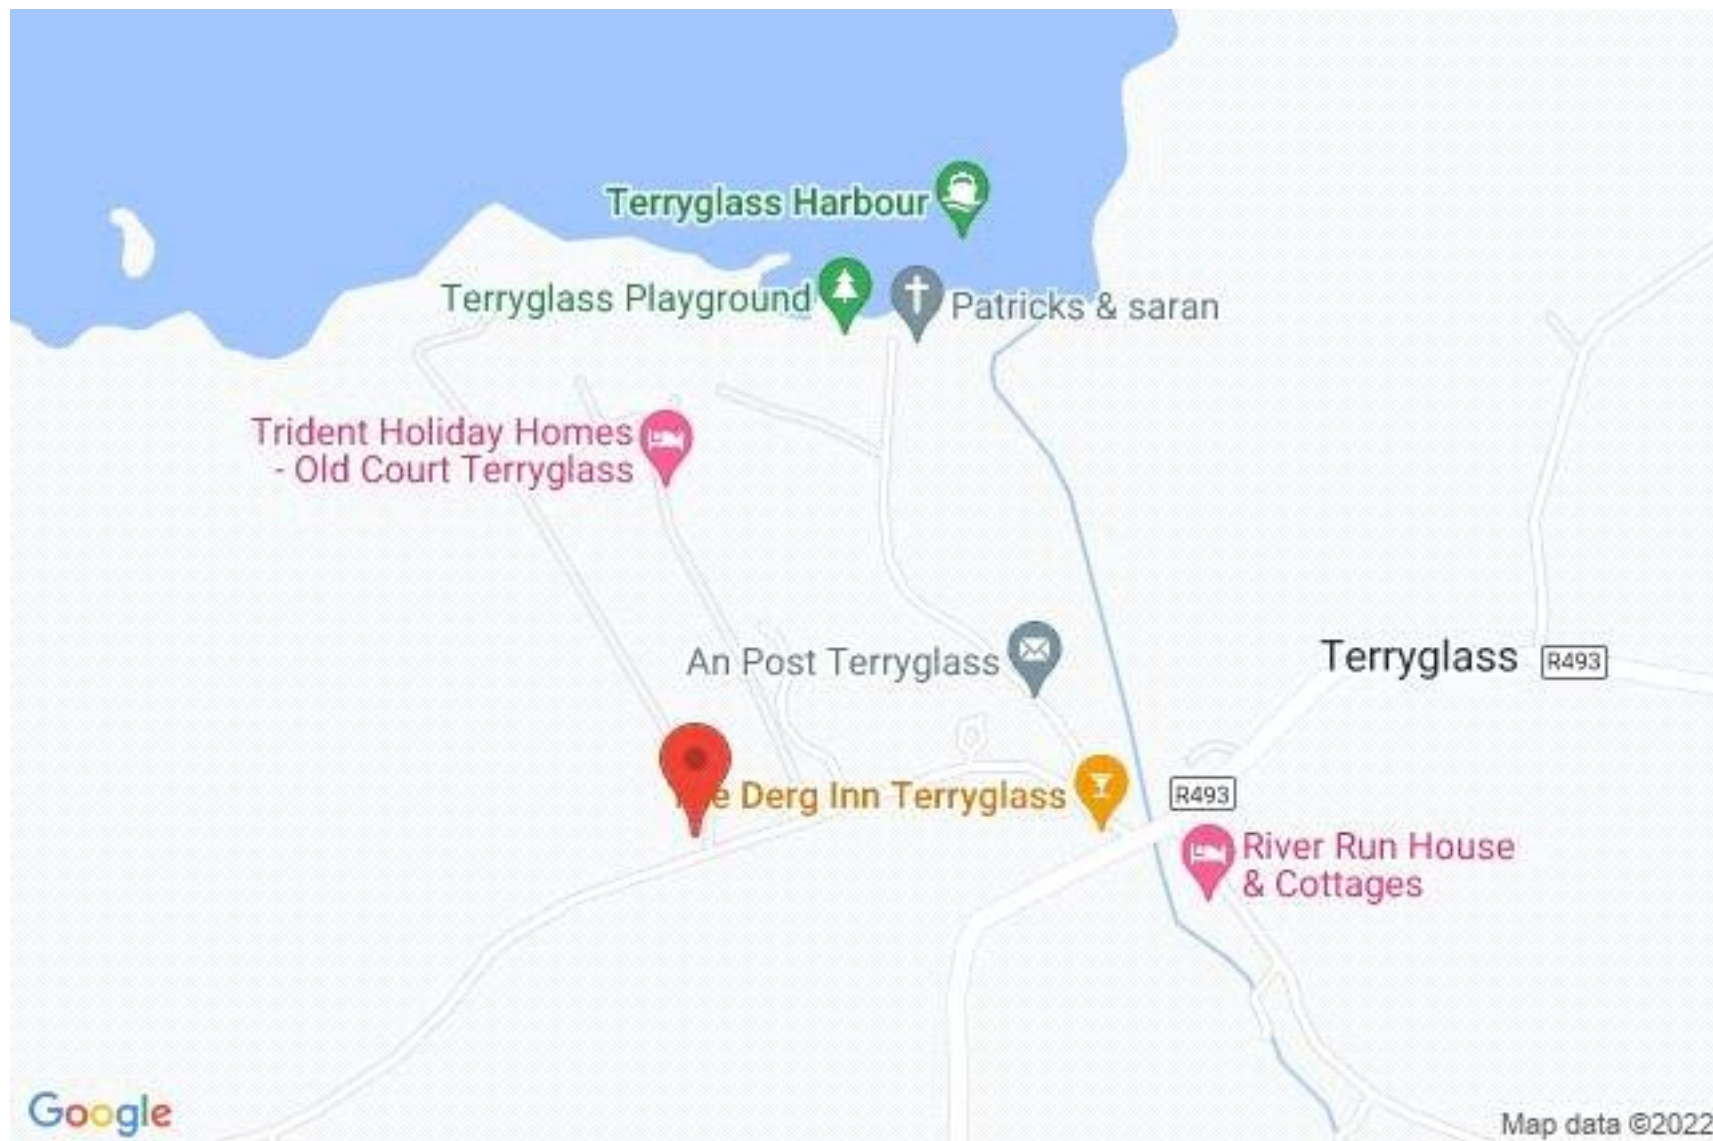 Terryglass Harbour
Terryglass Playground
Patricks & saran
Trident Holiday Homes
- Old Court Terryglass
An Post Terryglass
Terryglass
R493
Derg Inn Terryglass
R493
River Run House
& Cottages
Google
Map data ©2022